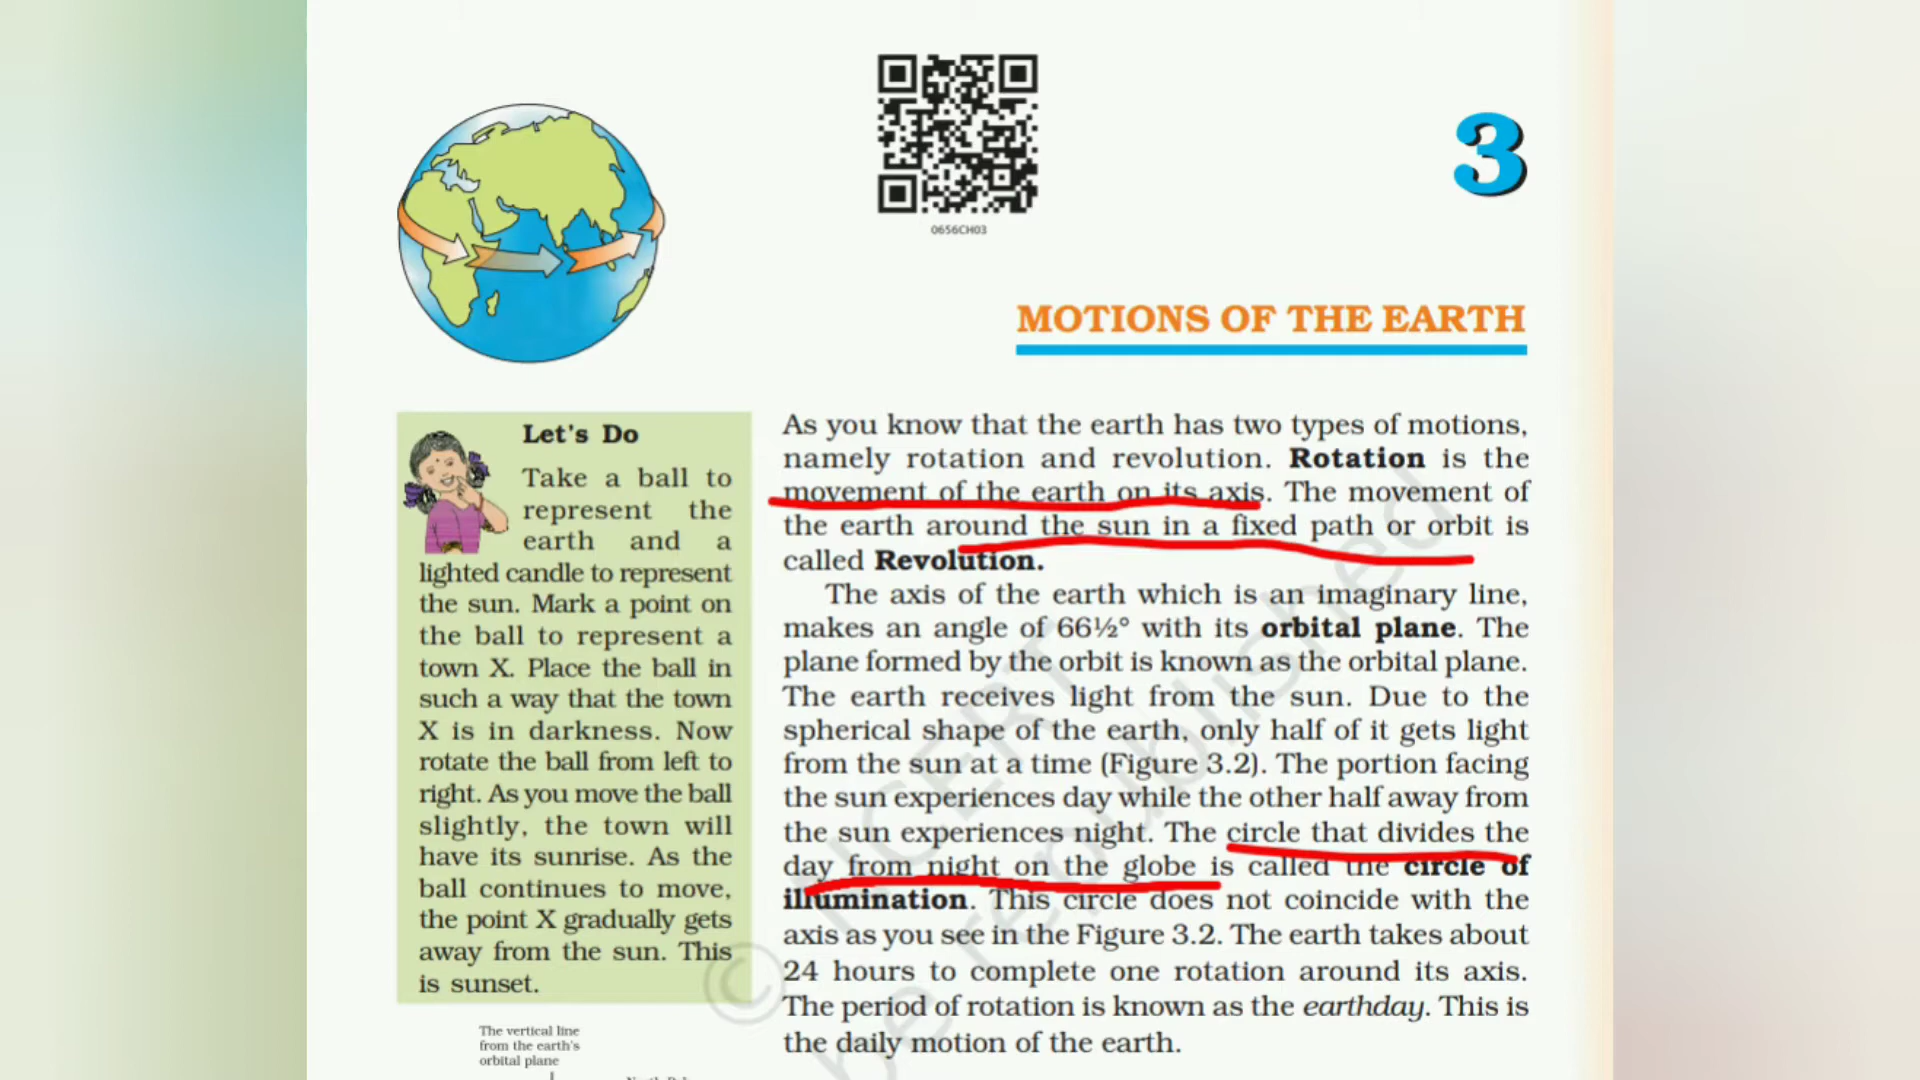 0656CH03
3
MOTIONS OF THE EARTH
Let's Do
Take a ball to
represent the
earth and a
lighted candle to represent
the sun. Mark a point on
the ball to represent a
town X. Place the ball in
such a way that the town
X is in darkness. Now
rotate the ball from left to
right. As you move the ball
slightly, the town will
have its sunrise. As the
ball continues to move,
the point X gradually gets
away from the sun. This
is sunset.
The vertical line
from the earth's
orbital plane
As you know that the earth has two types of motions,
namely rotation and revolution. Rotation is the
movement of the earth on its axis. The movement of
the earth around the sun in a fixed path or orbit is
called Revolution.
The axis of the earth which is an imaginary line,
makes an angle of 66½° with its orbital plane. The
plane formed by the orbit is known as the orbital plane.
The earth receives light from the sun. Due to the
spherical shape of the earth, only half of it gets light
from the sun at a time (Figure 3.2). The portion facing
the sun experiences day while the other half away from
the sun experiences night. The circle that divides the
day from night on the globe is called the circle of
illumination. This circle does not coincide with the
axis as you see in the Figure 3.2. The earth takes about
24 hours to complete one rotation around its axis.
The period of rotation is known as the earthday. This is
the daily motion of the earth.
© NCERT
be republished